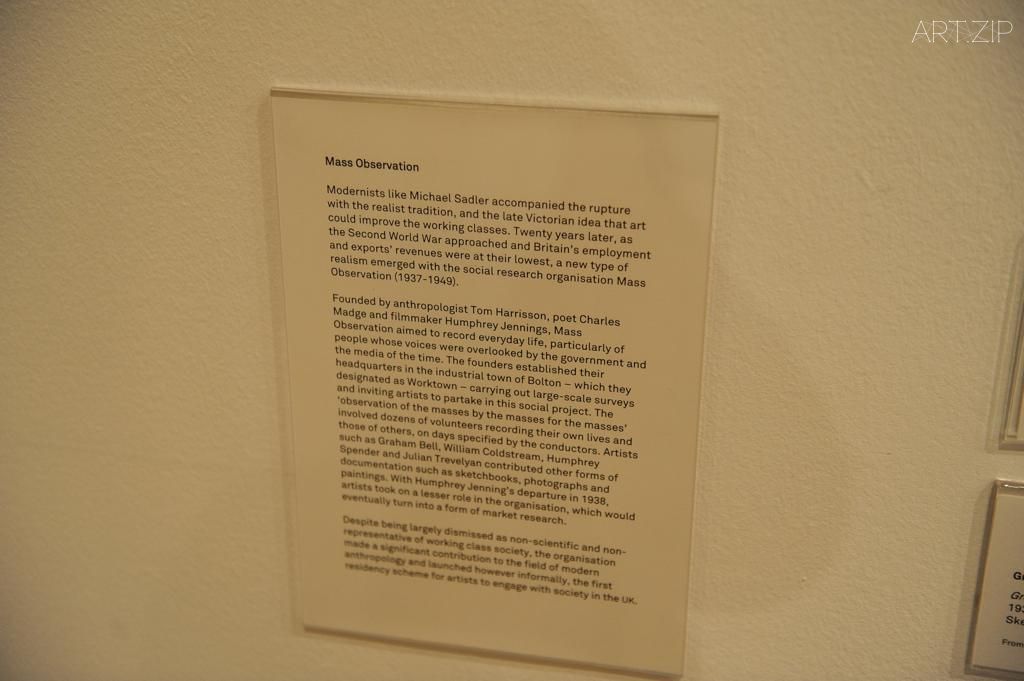 ART.ZIP
Mass Observation
Modernists like Michael Sadler accompanied the rupture
with the realist tradition, and the late Victorian idea that art
could improve the working classes. Twenty years later, as
the Second World War approached and Britain's employment
and exports' revenues were at their lowest, a new type of
realism emerged with the social research organisation Mass
Observation (1937-1949).
Founded by anthropologist Tom Harrisson, poet Charles
Madge and filmmaker Humphrey Jennings, Mass
Observation aimed to record everyday life, particularly of
people whose voices were overlooked by the government and
the media of the time. The founders established their
headquarters in the industrial town of Bolton – which they
designated as Worktown – carrying out large-scale surveys
and inviting artists to partake in this social project. The
'observation of the masses by the masses for the masses'
involved dozens of volunteers recording their own lives and
those of others, on days specified by the conductors. Artists
such as Graham Bell, William Coldstream, Humphrey
Spender and Julian Trevelyan contributed other forms of
documentation such as sketchbooks, photographs and
paintings. With Humphrey Jenning's departure in 1938,
artists took on a lesser role in the organisation, which would
eventually turn into a form of market research.
Despite being largely dismissed as non-scientific and non-
representative of working class society, the organisation
made a significant contribution to the field of modern
anthropology and launched however informally, the first
residency scheme for artists to engage with society in the UK.
From